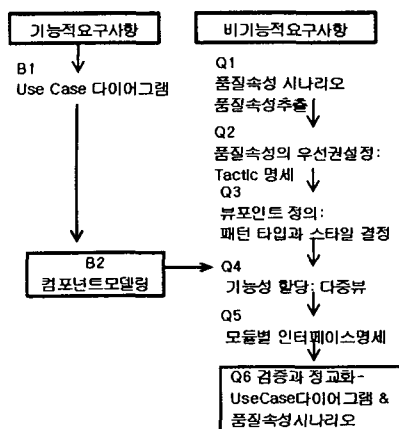 기능적요구사항
비기능적요구사항
B1
Use Case 다이어그램
Q1
품질속성 시나리오
품질속성추출
Q2
품질속성의 우선권설정:
Tactic 명세
Q3
뷰포인트 정의:
패턴 타입과 스타일 결정
B2
컴포넌트모델링
Q4
기능성 할당: 다중뷰
Q5
모듈별 인터페이스명세
Q6 검증과 정교화-
UseCase다이어그램 &
품질속성시나리오